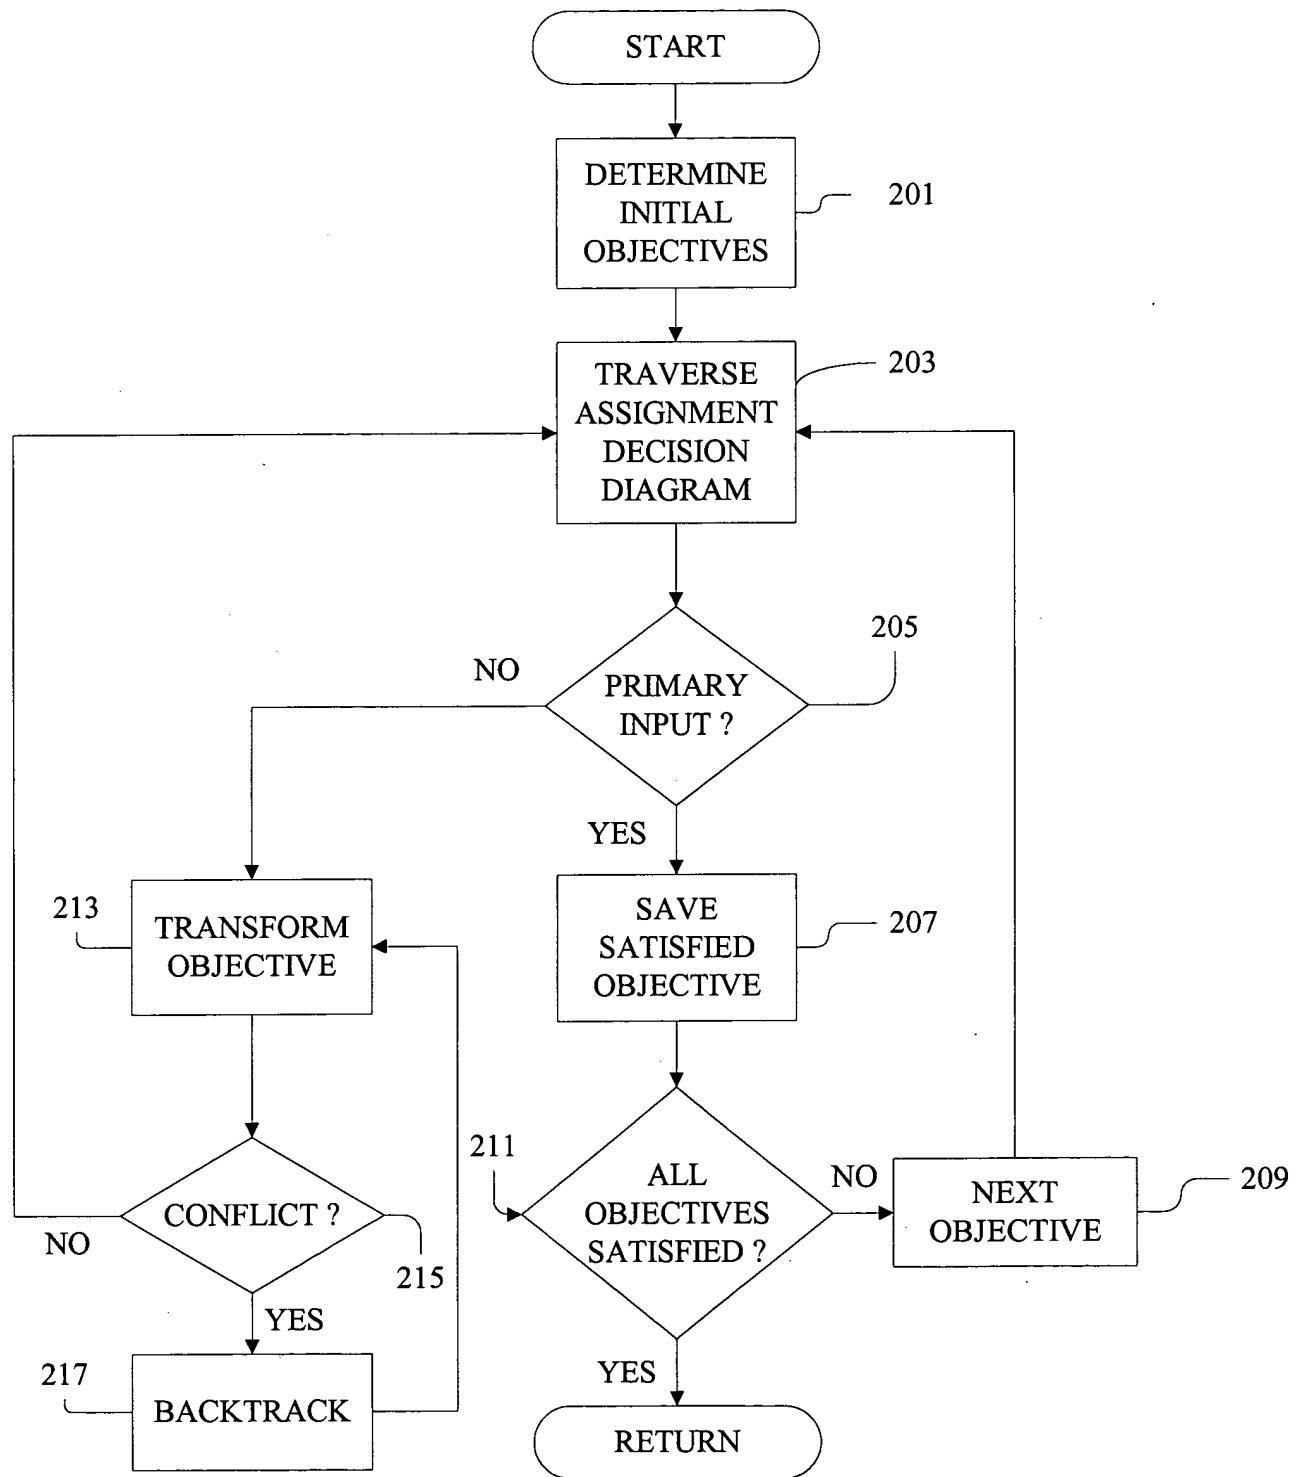 START
DETERMINE
INITIAL
OBJECTIVES
201
TRAVERSE
ASSIGNMENT
DECISION
DIAGRAM
203
PRIMARY
INPUT ?
205
NO
YES
SAVE
SATISFIED
OBJECTIVE
207
213
TRANSFORM
OBJECTIVE
211
ALL
OBJECTIVES
SATISFIED ?
NO
NEXT
OBJECTIVE
209
CONFLICT ?
NO
215
YES
217
BACKTRACK
YES
RETURN